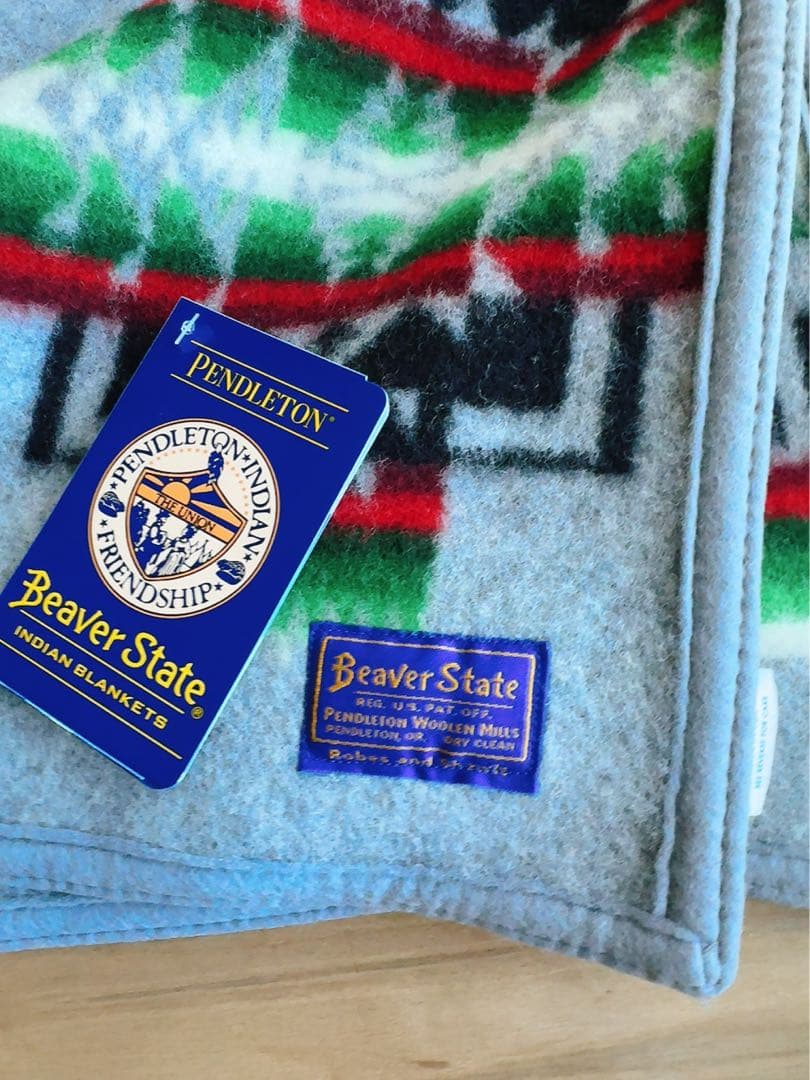 PENDLETON®
PENDLETON★INDIAN
THE UNION
★FRIENDSHIP★
Beaver State®
INDIAN BLANKETS
Beaver State
REG. U.S. PAT. OFF.
PENDLETON WOOLEN MILLS
PENDLETON, OR. DRY CLEAN
Robes and Shawls